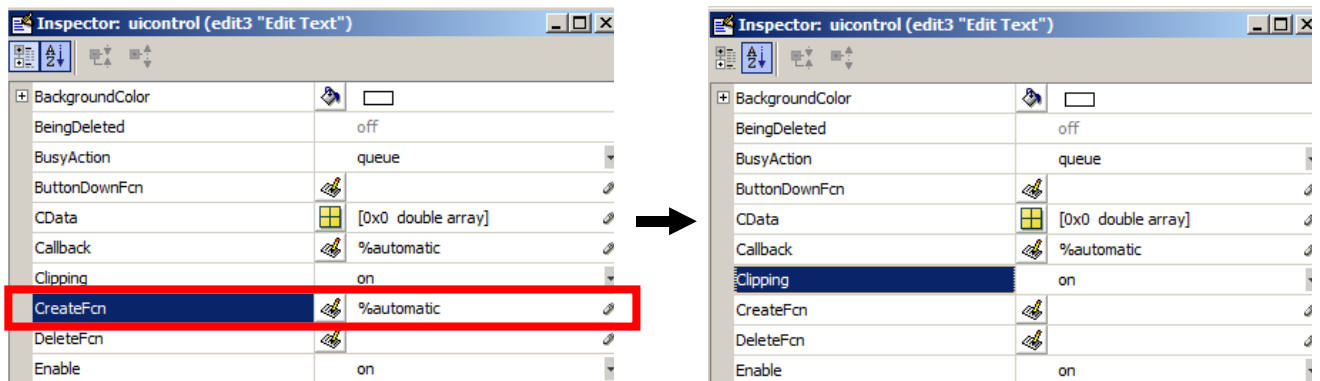 Inspector: uicontrol (edit3 "Edit Text")
BackgroundColor
BeingDeleted off
BusyAction queue
ButtonDownFcn
CData [0x0 double array]
Callback %automatic
Clipping on
CreateFcn %automatic
DeleteFcn
Enable on
Inspector: uicontrol (edit3 "Edit Text")
BackgroundColor
BeingDeleted off
BusyAction queue
ButtonDownFcn
CData [0x0 double array]
Callback %automatic
Clipping on
CreateFcn
DeleteFcn
Enable on